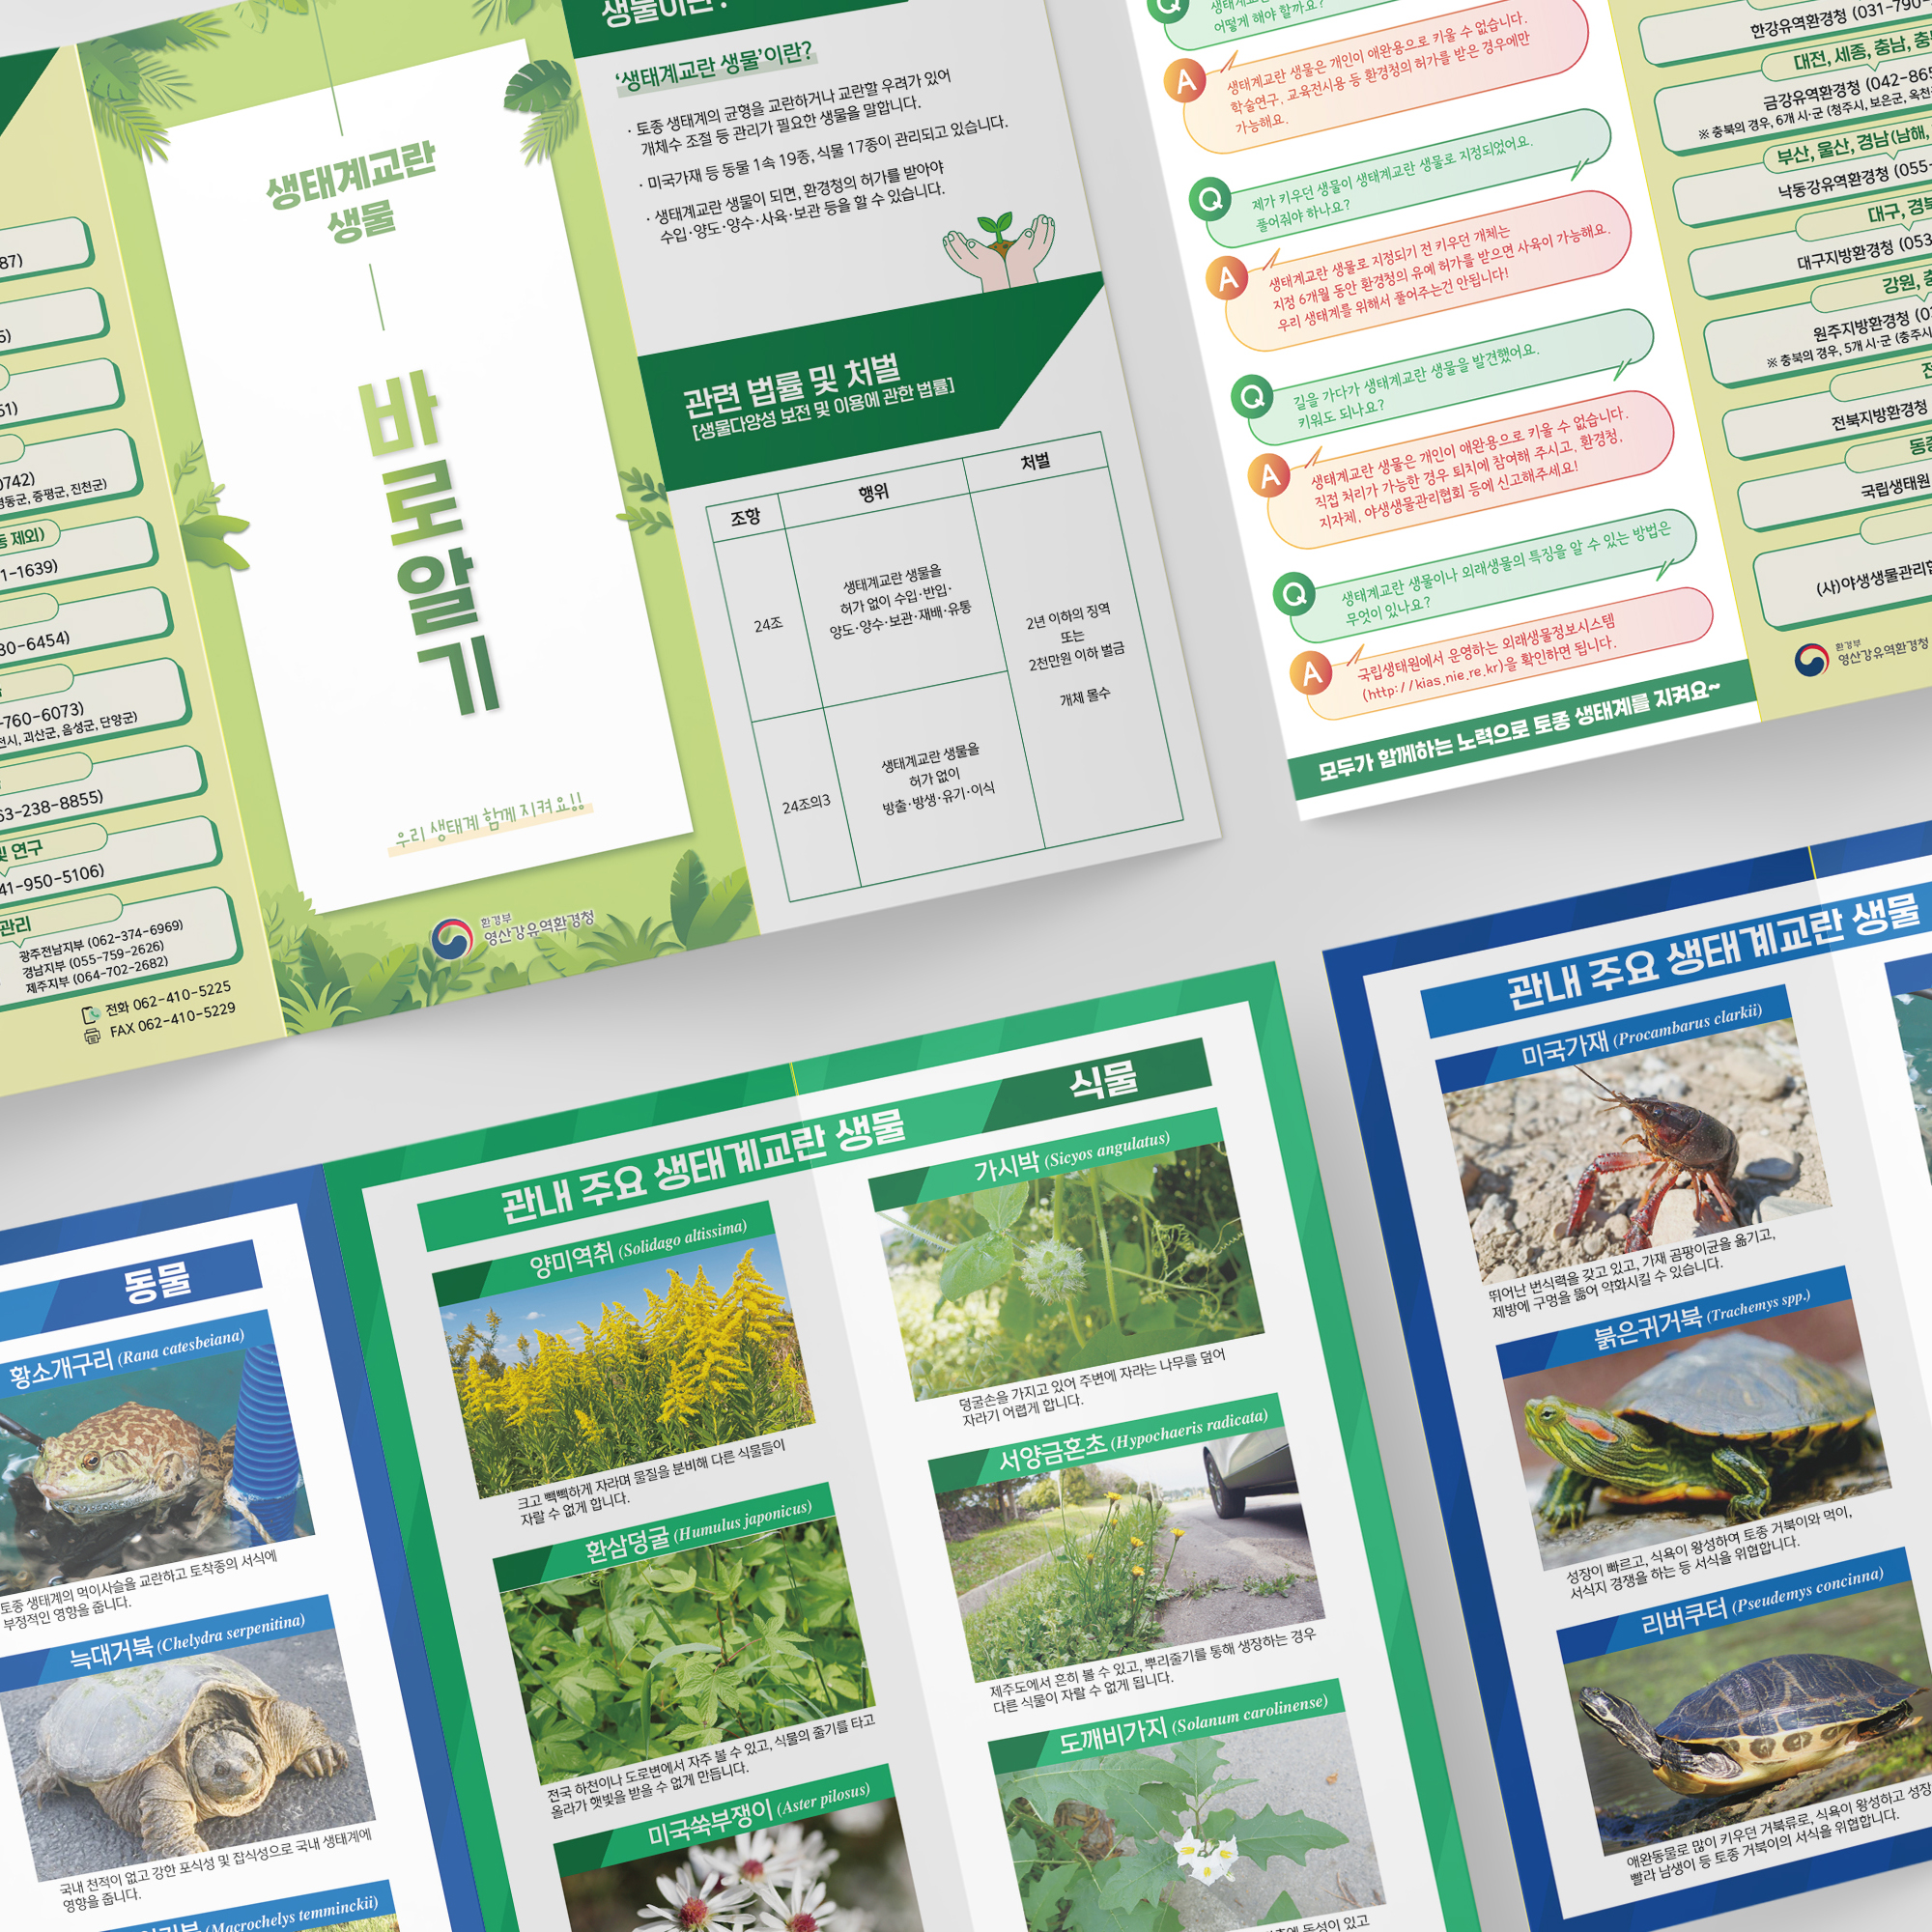 87)
5)
51)
0742)
영동군, 증평군, 진천군)
동 제외)
1-1639)
30-6454)
-760-6073)
천시, 괴산군, 음성군, 단양군)
63-238-8855)
및 연구
41-950-5106)
관리
광주전남지부 (062-374-6969)
경남지부 (055-759-2626)
제주지부 (064-702-2682)
전화 062-410-5225
FAX 062-410-5229
생태계교란
생물
바
로
알
기
우리 생태계 함께 지켜요!!
환경부
영산강유역환경청
생물이란?
‘생태계교란 생물’이란?
· 토종 생태계의 균형을 교란하거나 교란할 우려가 있어
개체수 조절 등 관리가 필요한 생물을 말합니다.
· 미국가재 등 동물 1속 19종, 식물 17종이 관리되고 있습니다.
· 생태계교란 생물이 되면, 환경청의 허가를 받아야
수입·양도·양수·사육·보관 등을 할 수 있습니다.
관련 법률 및 처벌
[생물다양성 보전 및 이용에 관한 법률]
조항
행위
처벌
24조
생태계교란 생물을
허가 없이 수입·반입·
양도·양수·보관·재배·유통
24조의3
생태계교란 생물을
허가 없이
방출·방생·유기·이식
2년 이하의 징역
또는
2천만원 이하 벌금
개체 몰수
Q
어떻게 해야 할까요?
A
생태계교란 생물은 개인이 애완용으로 키울 수 없습니다.
학술연구, 교육전시용 등 환경청의 허가를 받은 경우에만
가능해요.
Q
제가 키우던 생물이 생태계교란 생물로 지정되었어요.
풀어줘야 하나요?
A
생태계교란 생물로 지정되기 전 키우던 개체는
지정 6개월 동안 환경청의 유예 허가를 받으면 사육이 가능해요.
우리 생태계를 위해서 풀어주는건 안됩니다!
Q
길을 가다가 생태계교란 생물을 발견했어요.
키워도 되나요?
A
생태계교란 생물은 개인이 애완용으로 키울 수 없습니다.
직접 처리가 가능한 경우 퇴치에 참여해 주시고, 환경청,
지자체, 야생생물관리협회 등에 신고해주세요!
Q
생태계교란 생물이나 외래생물의 특징을 알 수 있는 방법은
무엇이 있나요?
A
국립생태원에서 운영하는 외래생물정보시스템
(http://kias.nie.re.kr)을 확인하면 됩니다.
모두가 함께하는 노력으로 토종 생태계를 지켜요~
한강유역환경청 (031-790-
대전, 세종, 충남, 충
금강유역환경청 (042-865
※ 충북의 경우, 6개 시·군 (청주시, 보은군, 옥천
부산, 울산, 경남(남해,
낙동강유역환경청 (055-
대구, 경북
대구지방환경청 (053
강원, 충
원주지방환경청 (03
※ 충북의 경우, 5개 시·군 (충주시
전
전북지방환경청
동
국립생태원
(사)야생생물관리협
환경부
영산강유역환경청
동물
황소개구리 (Rana catesbeiana)
토종 생태계의 먹이사슬을 교란하고 토착종의 서식에
부정적인 영향을 줍니다.
늑대거북 (Chelydra serpenitina)
국내 천적이 없고 강한 포식성 및 잡식성으로 국내 생태계에
영향을 줍니다.
(Macrochelys temminckii)
관내 주요 생태계교란 생물
식물
양미역취 (Solidago altissima)
크고 빽빽하게 자라며 물질을 분비해 다른 식물들이
자랄 수 없게 합니다.
환삼덩굴 (Humulus japonicus)
전국 하천이나 도로변에서 자주 볼 수 있고, 식물의 줄기를 타고
올라가 햇빛을 받을 수 없게 만듭니다.
미국쑥부쟁이 (Aster pilosus)
가시박 (Sicyos angulatus)
덩굴손을 가지고 있어 주변에 자라는 나무를 덮어
자라기 어렵게 합니다.
서양금혼초 (Hypochaeris radicata)
제주도에서 흔히 볼 수 있고, 뿌리줄기를 통해 생장하는 경우
다른 식물이 자랄 수 없게 됩니다.
도깨비가지 (Solanum carolinense)
독성이 있고
관내 주요 생태계교란 생물
미국가재 (Procambarus clarkii)
뛰어난 번식력을 갖고 있고, 가재 곰팡이균을 옮기고,
제방에 구멍을 뚫어 약화시킬 수 있습니다.
붉은귀거북 (Trachemys spp.)
성장이 빠르고, 식욕이 왕성하여 토종 거북이와 먹이,
서식지 경쟁을 하는 등 서식을 위협합니다.
리버쿠터 (Pseudemys concinna)
애완동물로 많이 키우던 거북류로, 식욕이 왕성하고 성장
빨라 남생이 등 토종 거북이의 서식을 위협합니다.